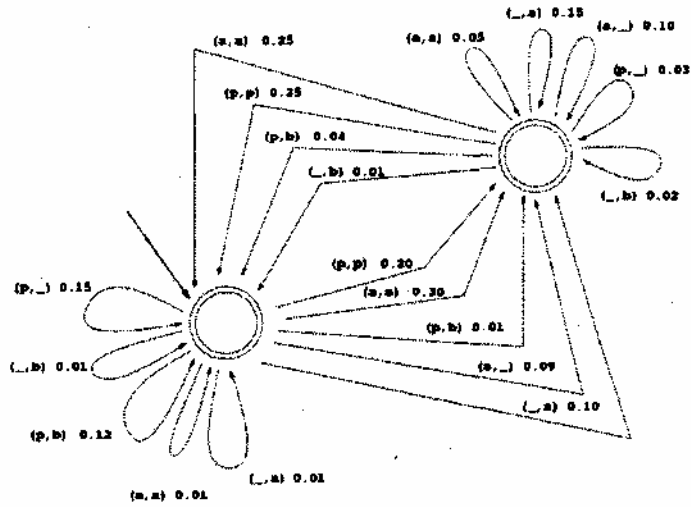 (_,a) 0.15
(a,_) 0.10
(a,a) 0.25
(a,a) 0.05
(p,_) 0.03
(p,p) 0.25
(p,b) 0.04
(_,b) 0.01
(_,b) 0.02
(p,p) 0.20
(p,_) 0.15
(a,a) 0.30
(p,b) 0.01
(_,b) 0.01
(a,_) 0.09
(_,a) 0.10
(p,b) 0.12
(_,a) 0.01
(a,a) 0.01